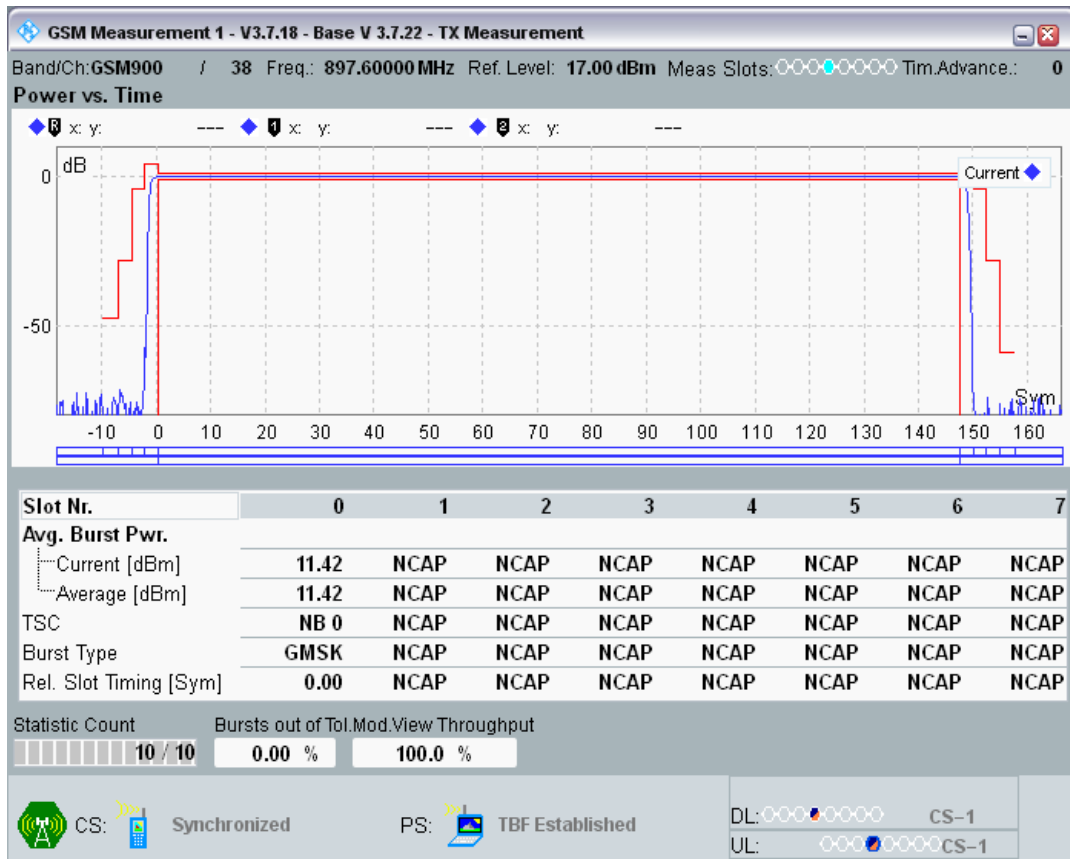 GSM Measurement 1 - V3.7.18 - Base V 3.7.22 - TX Measurement
Band/Ch:GSM900 / 38 Freq.: 897.60000 MHz Ref. Level: 17.00 dBm Meas Slots: Tim.Advance.: 0
Power vs. Time
R x: y: --- 1 x: y: --- 2 x: y: ---
dB
Current
0
-50
Sym
-10 0 10 20 30 40 50 60 70 80 90 100 110 120 130 140 150 160
Slot Nr. 0 1 2 3 4 5 6 7
Avg. Burst Pwr.
Current [dBm] 11.42 NCAP NCAP NCAP NCAP NCAP NCAP NCAP
Average [dBm] 11.42 NCAP NCAP NCAP NCAP NCAP NCAP NCAP
TSC NB 0 NCAP NCAP NCAP NCAP NCAP NCAP NCAP
Burst Type GMSK NCAP NCAP NCAP NCAP NCAP NCAP NCAP
Rel. Slot Timing [Sym] 0.00 NCAP NCAP NCAP NCAP NCAP NCAP NCAP
Statistic Count Bursts out of Tol.Mod.View Throughput
10 / 10 0.00 % 100.0 %
CS: Synchronized PS: TBF Established
DL: CS-1
UL: CS-1